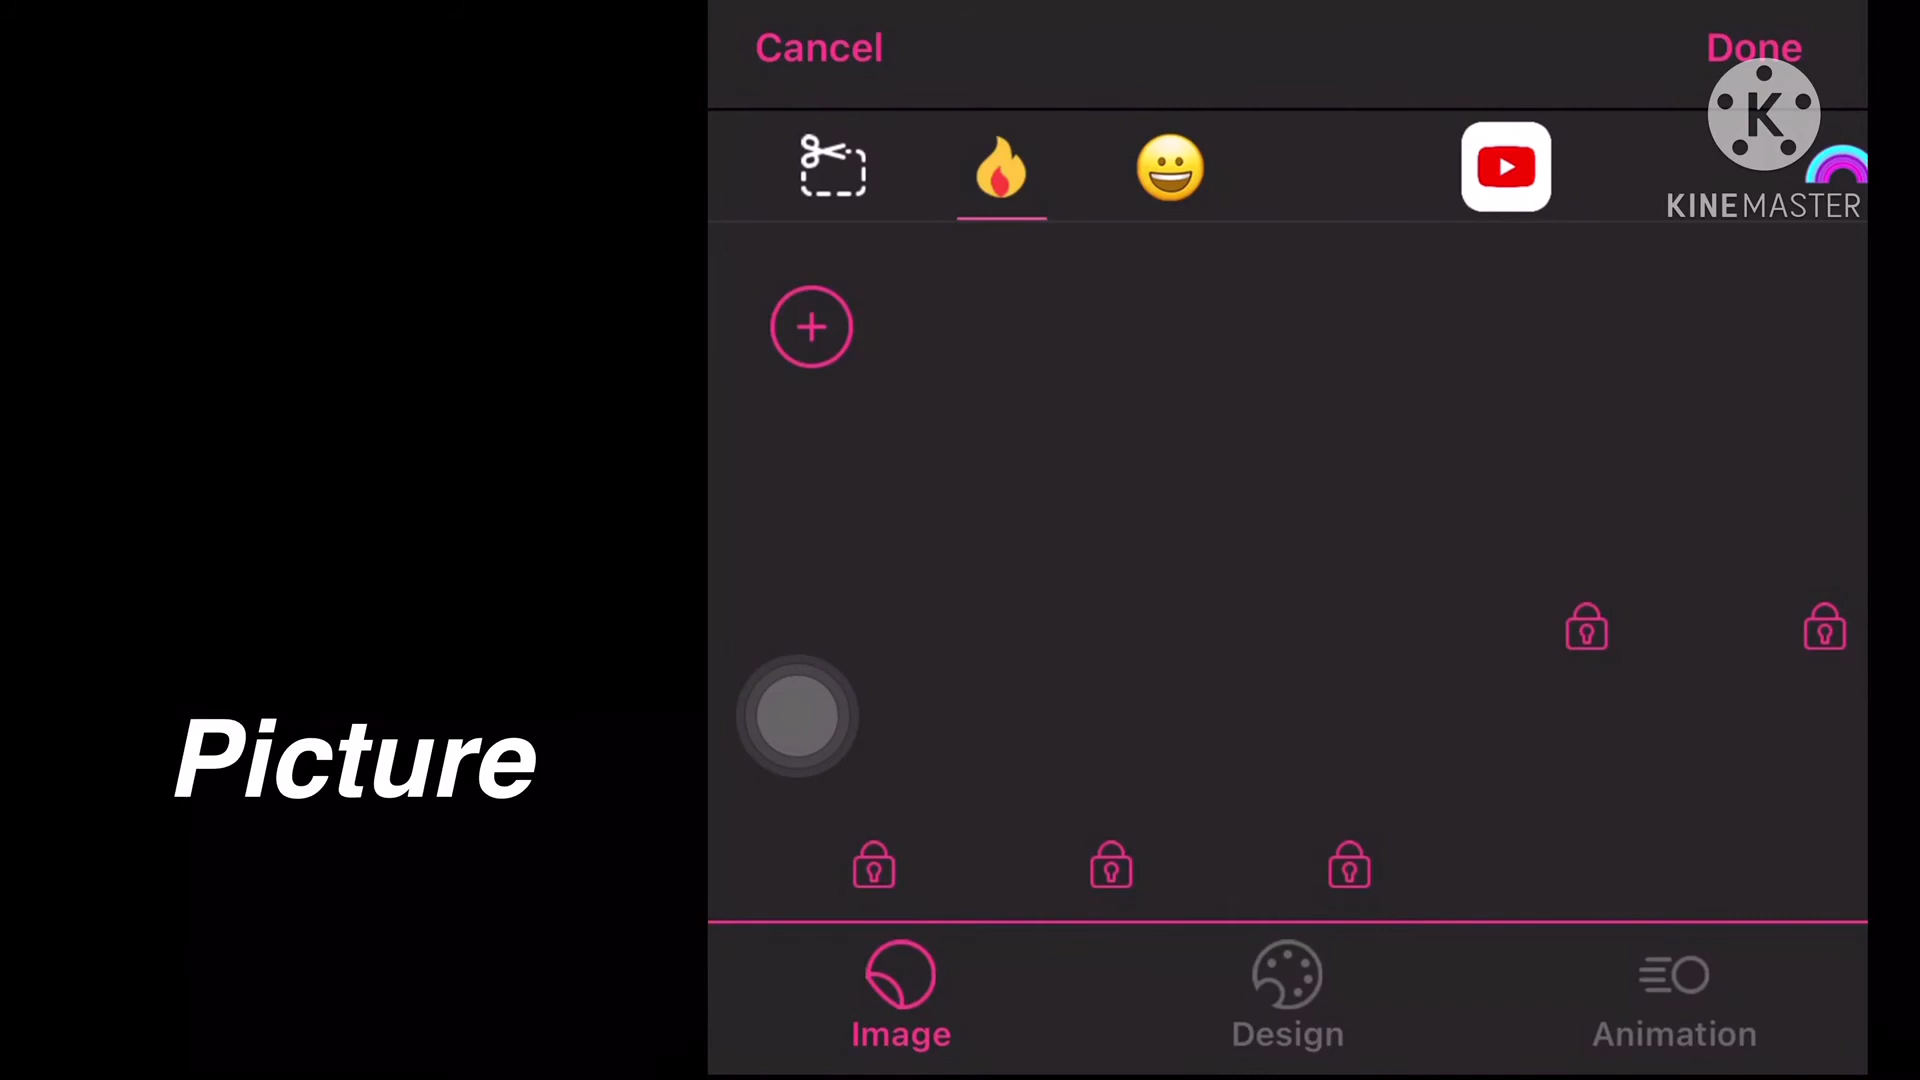 Cancel
Done
K
KINEMASTER
Picture
Image
Design
Animation